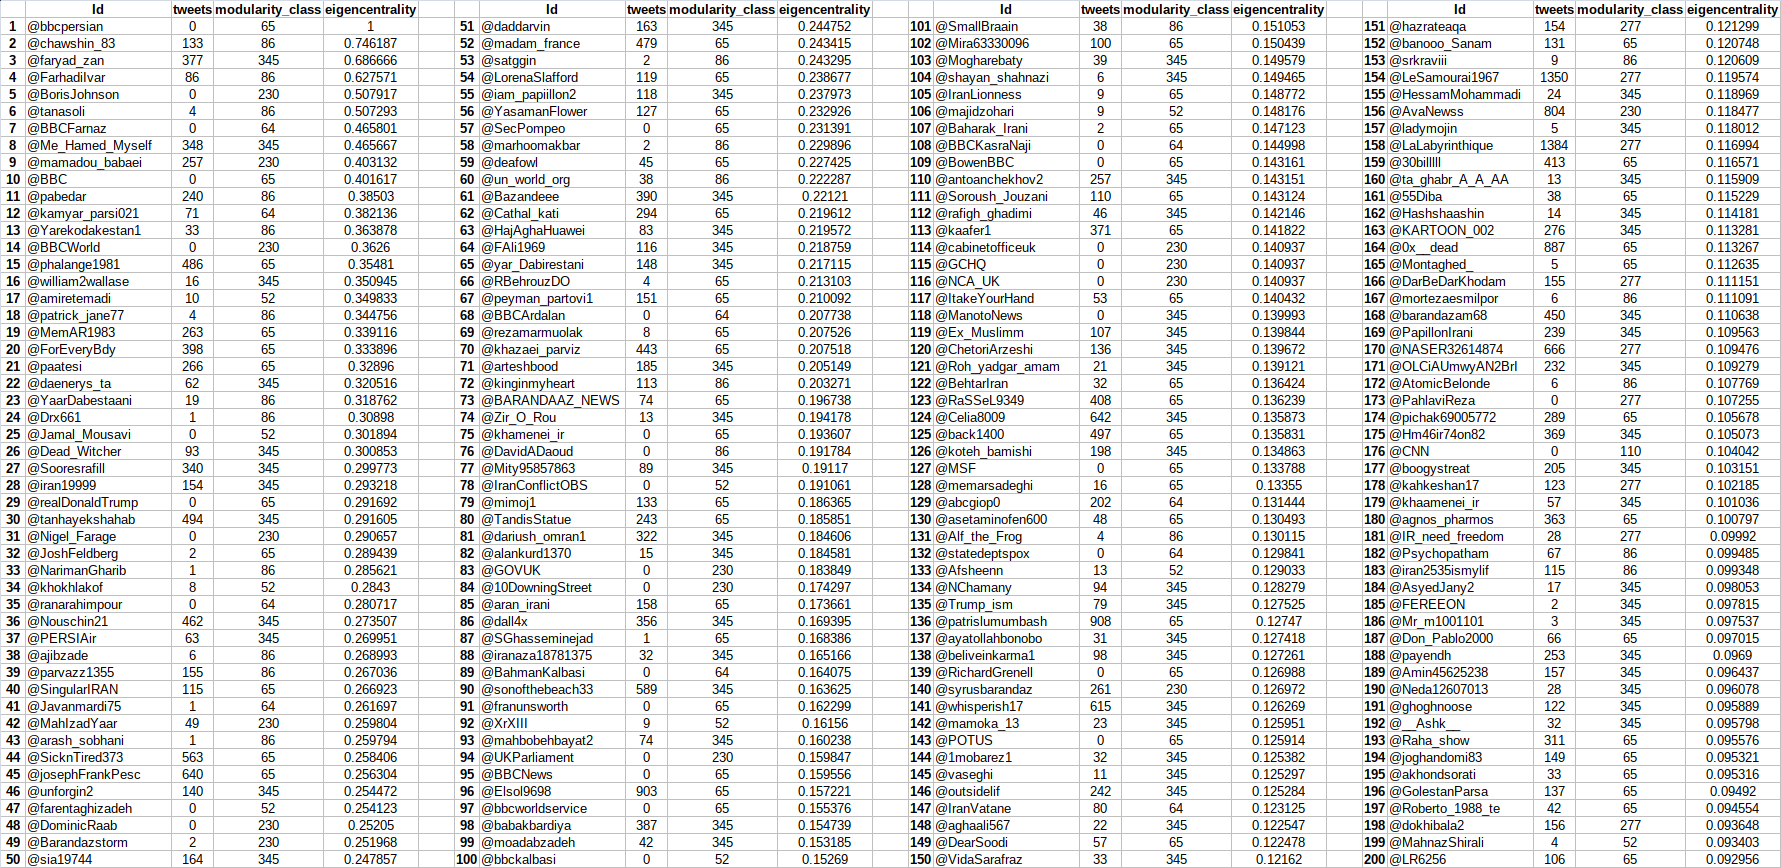 Id tweets modularity_class eigencentrality Id tweets modularity_class eigencentrality Id tweets modularity_class eigencentrality Id tweets modularity_class eigencentrality
1 @bbcpersian 0 65 1 51 @daddarvin 163 345 0.244752 101 @SmallBraain 38 86 0.151053 151 @hazrateaqa 154 277 0.121299
2 @chawshin_83 133 86 0.746187 52 @madam_france 479 65 0.243415 102 @Mira63330096 100 65 0.150439 152 @banooo_Sanam 131 65 0.120748
3 @faryad_zan 377 345 0.686666 53 @satggin 2 86 0.243295 103 @Mogharebaty 39 345 0.149579 153 @srkraviii 9 86 0.120609
4 @FarhadiIvar 86 86 0.627571 54 @LorenaSlafford 119 65 0.238677 104 @shayan_shahnazi 6 345 0.149465 154 @LeSamourai1967 1350 277 0.119574
5 @BorisJohnson 0 230 0.507917 55 @iam_papiillon2 118 345 0.237973 105 @IranLionness 9 65 0.148772 155 @HessamMohammadi 24 345 0.118969
6 @tanasoli 4 86 0.507293 56 @YasamanFlower 127 65 0.232926 106 @majidzohari 9 52 0.148176 156 @AvaNewss 804 230 0.118477
7 @BBCFarnaz 0 64 0.465801 57 @SecPompeo 0 65 0.231391 107 @Baharak_Irani 2 65 0.147123 157 @ladymojin 5 345 0.118012
8 @Me_Hamed_Myself 348 345 0.465667 58 @marhoomakbar 2 86 0.229896 108 @BBCKasraNaji 0 64 0.144998 158 @LaLabyrinthique 1384 277 0.116994
9 @mamadou_babaei 257 230 0.403132 59 @deafowl 45 65 0.227425 109 @BowenBBC 0 65 0.143161 159 @30billlll 413 65 0.116571
10 @BBC 0 65 0.401617 60 @un_world_org 38 86 0.222287 110 @antoanchekhov2 257 345 0.143151 160 @ta_ghabr_A_A_AA 13 345 0.115909
11 @pabedar 240 86 0.38503 61 @Bazandeee 390 345 0.22121 111 @Soroush_Jouzani 110 65 0.143124 161 @55Diba 38 65 0.115229
12 @kamyar_parsi021 71 64 0.382136 62 @Cathal_kati 294 65 0.219612 112 @rafigh_ghadimi 46 345 0.142146 162 @Hashshaashin 14 345 0.114181
13 @Yarekodakestan1 33 86 0.363878 63 @HajAghaHuawei 83 345 0.219572 113 @kaafer1 371 65 0.141822 163 @KARTOON_002 276 345 0.113281
14 @BBCWorld 0 230 0.3626 64 @FAli1969 116 345 0.218759 114 @cabinetofficeuk 0 230 0.140937 164 @0x__dead 887 65 0.113267
15 @phalange1981 486 65 0.35481 65 @yar_Dabirestani 148 345 0.217115 115 @GCHQ 0 230 0.140937 165 @Montaghed_ 5 65 0.112635
16 @william2wallase 16 345 0.350945 66 @RBehrouzDO 4 65 0.213103 116 @NCA_UK 0 230 0.140937 166 @DarBeDarKhodam 155 277 0.111151
17 @amiretemadi 10 52 0.349833 67 @peyman_partovi1 151 65 0.210092 117 @ItakeYourHand 53 65 0.140432 167 @mortezaesmilpor 6 86 0.111091
18 @patrick_jane77 4 86 0.344756 68 @BBCArdalan 0 64 0.207738 118 @ManotoNews 0 345 0.139993 168 @barandazam68 450 345 0.110638
19 @MemAR1983 263 65 0.339116 69 @rezamarmuolak 8 65 0.207526 119 @Ex_Muslimm 107 345 0.139844 169 @PapillonIrani 239 345 0.109563
20 @ForEveryBdy 398 65 0.333896 70 @khazaei_parviz 443 65 0.207518 120 @ChetoriArzeshi 136 345 0.139672 170 @NASER32614874 666 277 0.109476
21 @paatesi 266 65 0.32896 71 @arteshbood 185 345 0.205149 121 @Roh_yadgar_amam 21 345 0.139121 171 @OLCiAUmwyAN2BrI 232 345 0.109279
22 @daenerys_ta 62 345 0.320516 72 @kinginmyheart 113 86 0.203271 122 @BehtarIran 32 65 0.136424 172 @AtomicBelonde 6 86 0.107769
23 @YaarDabestaani 19 86 0.318762 73 @BARANDAAZ_NEWS 74 65 0.196738 123 @RaSSeL9349 408 65 0.136239 173 @PahlaviReza 0 277 0.107255
24 @Drx661 1 86 0.30898 74 @Zir_O_Rou 13 345 0.194178 124 @Celia8009 642 345 0.135873 174 @pichak69005772 289 65 0.105678
25 @Jamal_Mousavi 0 52 0.301894 75 @khamenei_ir 0 65 0.193607 125 @back1400 497 65 0.135831 175 @Hm46ir74on82 369 345 0.105073
26 @Dead_Witcher 93 345 0.300853 76 @DavidADaoud 0 86 0.191784 126 @koteh_bamishi 198 345 0.134863 176 @CNN 0 110 0.104042
27 @Sooresrafill 340 345 0.299773 77 @Mity95857863 89 345 0.19117 127 @MSF 0 65 0.133788 177 @boogystreat 205 345 0.103151
28 @iran19999 154 345 0.293218 78 @IranConflictOBS 0 52 0.191061 128 @memarsadeghi 16 65 0.13355 178 @kahkeshan17 123 277 0.102185
29 @realDonaldTrump 0 65 0.291692 79 @mimoj1 133 65 0.186365 129 @abcgiop0 202 64 0.131444 179 @khaamenei_ir 57 345 0.101036
30 @tanhayekshahab 494 345 0.291605 80 @TandisStatue 243 65 0.185851 130 @asetaminofen600 48 65 0.130493 180 @agnos_pharmos 363 65 0.100797
31 @Nigel_Farage 0 230 0.290657 81 @dariush_omran1 322 345 0.184606 131 @Alf_the_Frog 4 86 0.130115 181 @IR_need_freedom 28 277 0.09992
32 @JoshFeldberg 2 65 0.289439 82 @alankurd1370 15 345 0.184581 132 @statedeptspox 0 64 0.129841 182 @Psychopatham 67 86 0.099485
33 @NarimanGharib 1 86 0.285621 83 @GOVUK 0 230 0.183849 133 @Afsheenn 13 52 0.129033 183 @iran2535ismylif 115 86 0.099348
34 @khokhlakof 8 52 0.2843 84 @10DowningStreet 0 230 0.174297 134 @NChamany 94 345 0.128279 184 @AsyedJany2 17 345 0.098053
35 @ranarahimpour 0 64 0.280717 85 @aran_irani 158 65 0.173661 135 @Trump_ism 79 345 0.127525 185 @FEREEON 2 345 0.097815
36 @Nouschin21 462 345 0.273507 86 @dall4x 356 345 0.169395 136 @patrislumumbash 908 65 0.12747 186 @Mr_m1001101 3 345 0.097537
37 @PERSIAir 63 345 0.269951 87 @SGhasseminejad 1 65 0.168386 137 @ayatollahbonobo 31 345 0.127418 187 @Don_Pablo2000 66 65 0.097015
38 @ajibzade 6 86 0.268993 88 @iranaza18781375 32 345 0.165166 138 @beliveinkarma1 98 345 0.127261 188 @payendh 253 345 0.0969
39 @parvazz1355 155 86 0.267036 89 @BahmanKalbasi 0 64 0.164075 139 @RichardGrenell 0 65 0.126988 189 @Amin45625238 157 345 0.096437
40 @SingularIRAN 115 65 0.266923 90 @sonofthebeach33 589 345 0.163625 140 @syrusbarandaz 261 230 0.126972 190 @Neda12607013 28 345 0.096078
41 @Javanmardi75 1 64 0.261697 91 @franunsworth 0 65 0.162299 141 @whisperish17 615 345 0.126269 191 @ghoghnoose 122 345 0.095889
42 @MahIzadYaar 49 230 0.259804 92 @XrXIII 9 52 0.16156 142 @mamoka_13 23 345 0.125951 192 @__Ashk__ 32 345 0.095798
43 @arash_sobhani 1 86 0.259794 93 @mahbobehbayat2 74 345 0.160238 143 @POTUS 0 65 0.125914 193 @Raha_show 311 65 0.095576
44 @SicknTired373 563 65 0.258406 94 @UKParliament 0 230 0.159847 144 @1mobarez1 32 345 0.125382 194 @joghandomi83 149 65 0.095321
45 @josephFrankPesc 640 65 0.256304 95 @BBCNews 0 65 0.159556 145 @vaseghi 11 345 0.125297 195 @akhondsorati 33 65 0.095316
46 @unforgin2 140 345 0.254472 96 @Elsol9698 903 65 0.157221 146 @outsidelif 242 345 0.125284 196 @GolestanParsa 137 65 0.09492
47 @farentaghizadeh 0 52 0.254123 97 @bbcworldservice 0 65 0.155376 147 @IranVatane 80 64 0.123125 197 @Roberto_1988_te 42 65 0.094554
48 @DominicRaab 0 230 0.25205 98 @babakbardiya 387 345 0.154739 148 @aghaali567 22 345 0.122547 198 @dokhibala2 156 277 0.093648
49 @Barandazstorm 2 230 0.251968 99 @moadabzadeh 42 345 0.153185 149 @DearSoodi 57 65 0.122478 199 @MahnazShirali 4 52 0.093403
50 @sia19744 164 345 0.247857 100 @bbckalbasi 0 52 0.15269 150 @VidaSarafraz 33 345 0.12162 200 @LR6256 106 65 0.092956